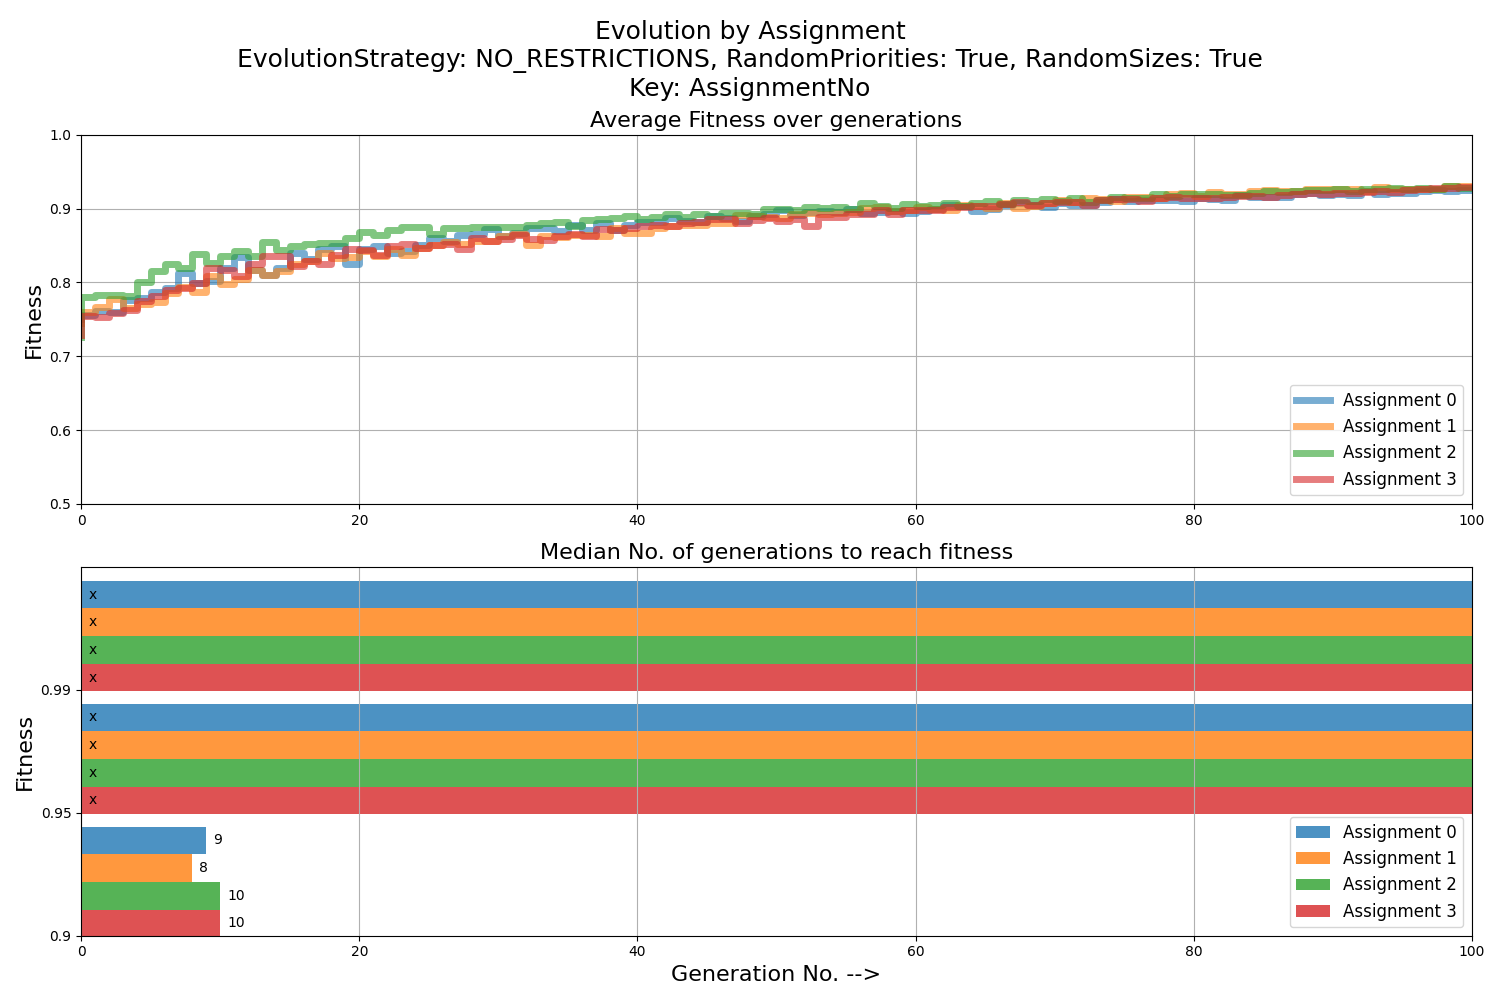 Evolution by Assignment
EvolutionStrategy: NO_RESTRICTIONS, RandomPriorities: True, RandomSizes: True
Key: AssignmentNo
Average Fitness over generations
1.0
0.9
0.8
0.7
0.6
0.5
Fitness
0 20 40 60 80 100
Assignment 0
Assignment 1
Assignment 2
Assignment 3
Median No. of generations to reach fitness
x
x
x
x
0.99
x
x
x
x
0.95
9
8
10
10
0.9
Fitness
Assignment 0
Assignment 1
Assignment 2
Assignment 3
0 20 40 60 80 100
Generation No. -->